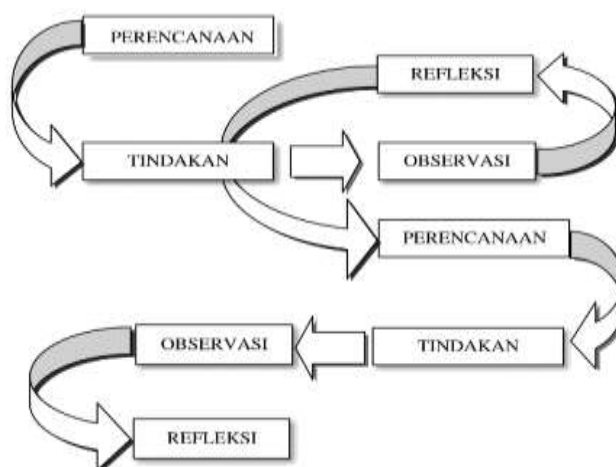 PERENCANAAN
REFLEKSI
TINDAKAN
OBSERVASI
PERENCANAAN
TINDAKAN
OBSERVASI
REFLEKSI